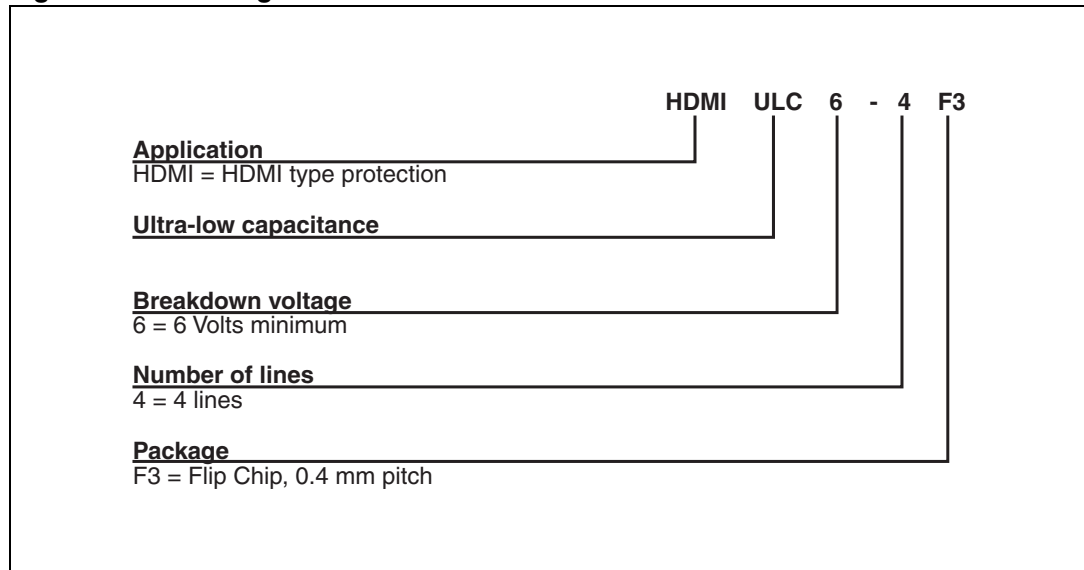 HDMI ULC 6 - 4 F3
Application
HDMI = HDMI type protection
Ultra-low capacitance
Breakdown voltage
6 = 6 Volts minimum
Number of lines
4 = 4 lines
Package
F3 = Flip Chip, 0.4 mm pitch